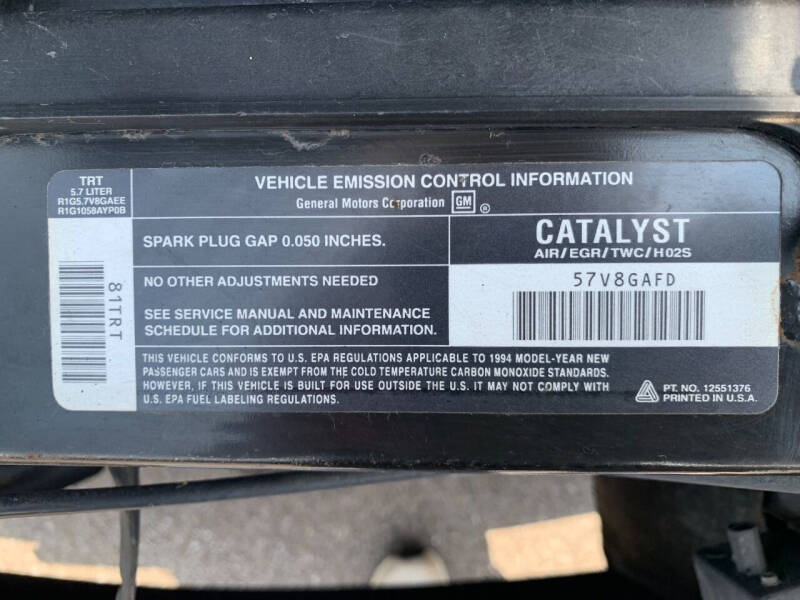 TRT
5.7 LITER
R1G5.7V8GAEE
R1G1058AYP0B
VEHICLE EMISSION CONTROL INFORMATION
General Motors Corporation GM ®
SPARK PLUG GAP 0.050 INCHES.
CATALYST
AIR/EGR/TWC/H02S
81TRT
NO OTHER ADJUSTMENTS NEEDED
SEE SERVICE MANUAL AND MAINTENANCE
SCHEDULE FOR ADDITIONAL INFORMATION.
57V8GAFD
THIS VEHICLE CONFORMS TO U.S. EPA REGULATIONS APPLICABLE TO 1994 MODEL-YEAR NEW
PASSENGER CARS AND IS EXEMPT FROM THE COLD TEMPERATURE CARBON MONOXIDE STANDARDS.
HOWEVER, IF THIS VEHICLE IS BUILT FOR USE OUTSIDE THE U.S. IT MAY NOT COMPLY WITH
U.S. EPA FUEL LABELING REGULATIONS.
PT. NO. 12551376
PRINTED IN U.S.A.